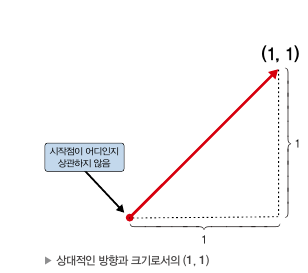 (1, 1)
시작점이 어디인지
상관하지 않음
1
1
▶ 상대적인 방향과 크기로서의 (1, 1)